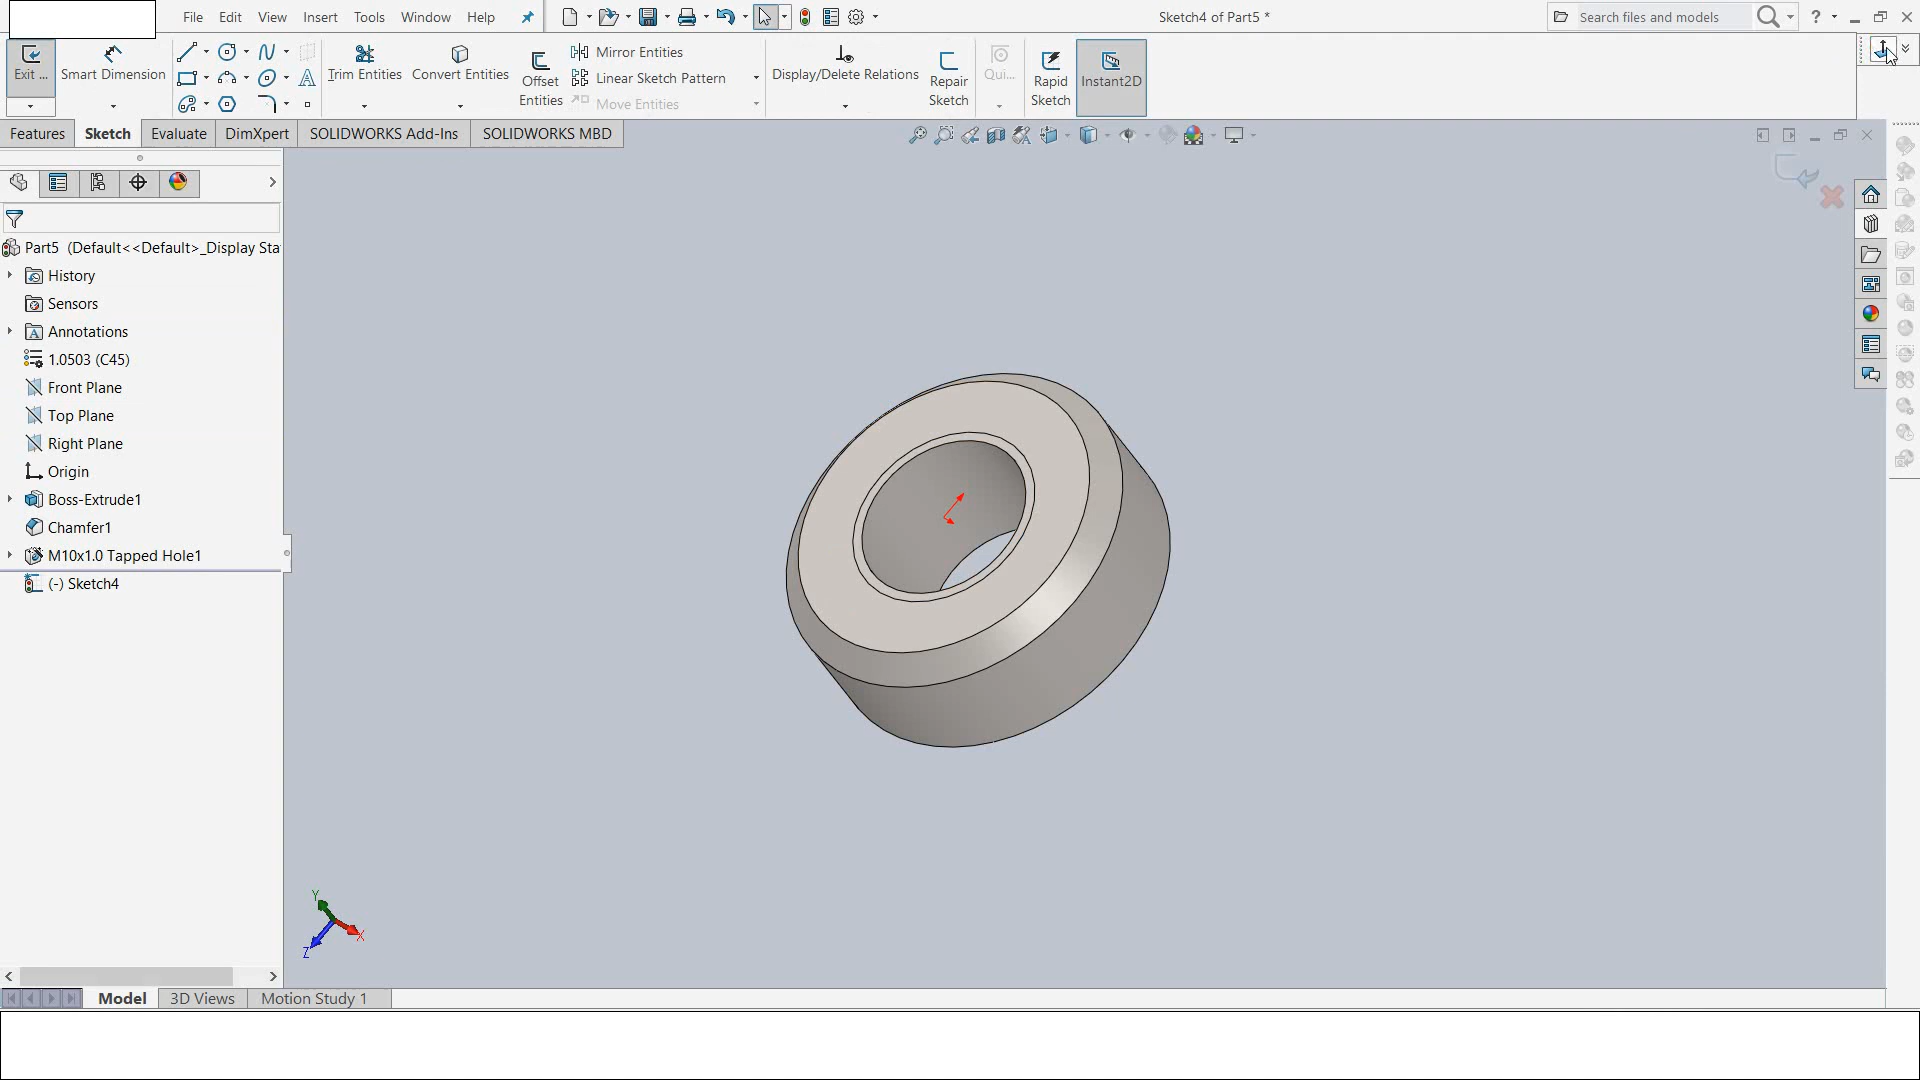 File Edit View Insert Tools Window Help
Sketch4 of Part5 *
Search files and models
?
Exit ...
Smart Dimension
A
Trim Entities
Convert Entities
Offset
Entities
Mirror Entities
Linear Sketch Pattern
Move Entities
Display/Delete Relations
Repair
Sketch
Qui...
Rapid
Sketch
Instant2D
Features Sketch Evaluate DimXpert SOLIDWORKS Add-Ins SOLIDWORKS MBD
Part5 (Default<<Default>_Display Sta
History
Sensors
Annotations
1.0503 (C45)
Front Plane
Top Plane
Right Plane
Origin
Boss-Extrude1
Chamfer1
M10x1.0 Tapped Hole1
(-) Sketch4
Y
X
Z
Model 3D Views Motion Study 1